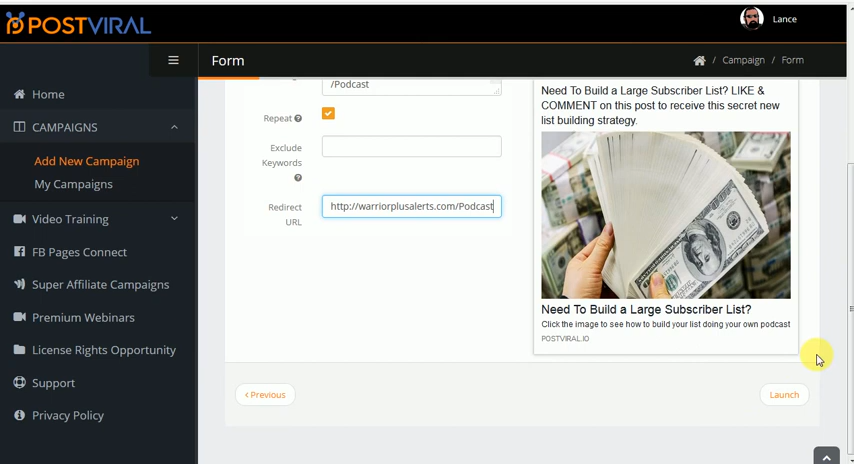 POSTVIRAL
Lance
Form
Campaign / Form
Home
CAMPAIGNS
Add New Campaign
My Campaigns
Video Training
FB Pages Connect
Super Affiliate Campaigns
Premium Webinars
License Rights Opportunity
Support
Privacy Policy
/Podcast
Repeat
Exclude
Keywords
Redirect
URL
http://warriorplusalerts.com/Podcast
Need To Build a Large Subscriber List? LIKE &
COMMENT on this post to receive this secret new
list building strategy.
Need To Build a Large Subscriber List?
Click the image to see how to build your list doing your own podcast
POSTVIRAL.IO
Previous
Launch